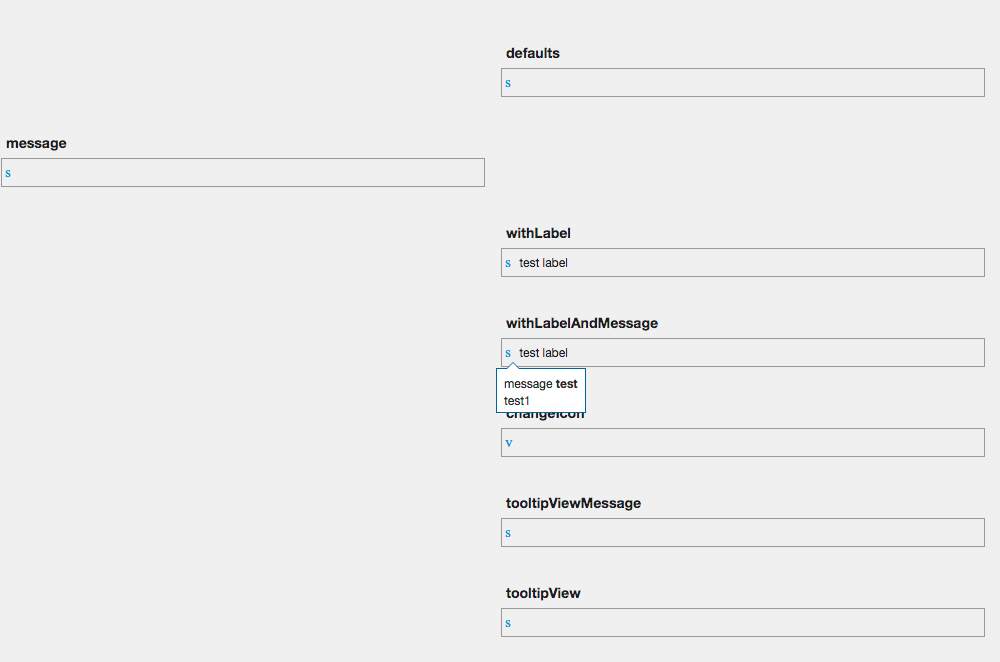 defaults
s
message
s
withLabel
s test label
withLabelAndMessage
s test label
message test
test1
changeIcon
v
tooltipViewMessage
s
tooltipView
s